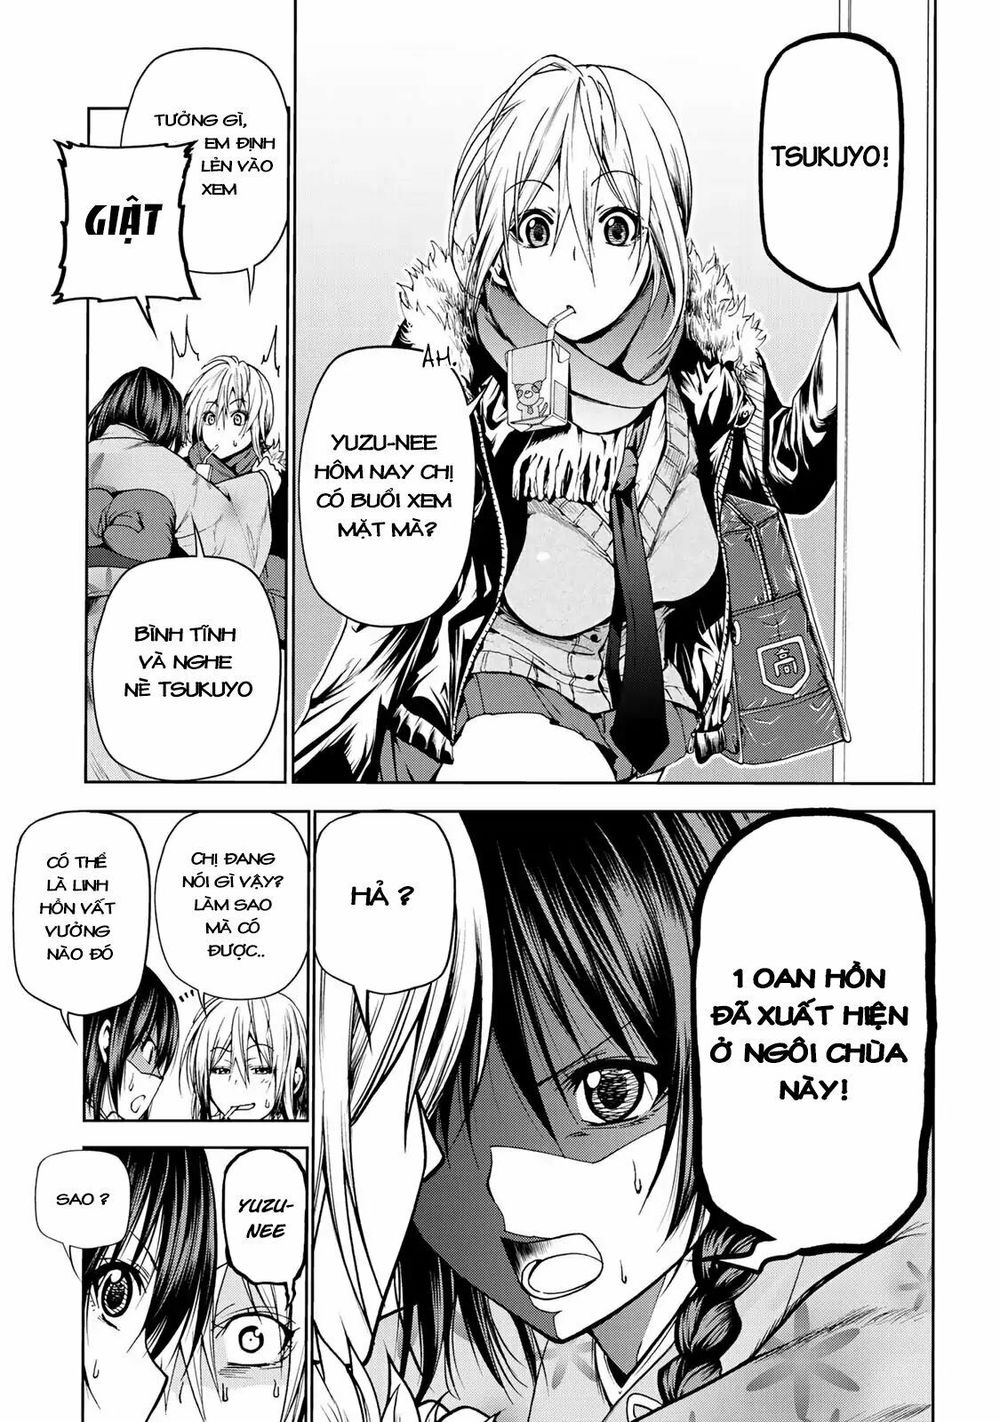 TSUKUYO!
AH.
YUZU-NEE
HÔM NAY CHỊ
CÓ BUỔI XEM
MẶT MÀ?
高
TƯỞNG GÌ,
EM ĐỊNH
LẺN VÀO
XEM
GIẬT
BÌNH TĨNH
VÀ NGHE
NÈ TSUKUYO
1 OAN HỒN
ĐÃ XUẤT HIỆN
Ở NGÔI CHÙA
NÀY!
HẢ ?
CHỊ ĐANG
NÓI GÌ VẬY?
LÀM SAO
MÀ CÓ
ĐƯỢC..
CÓ THỂ
LÀ LINH
HỒN VẤT
VƯỞNG
NÀO ĐÓ
YUZU-
NEE
SAO ?